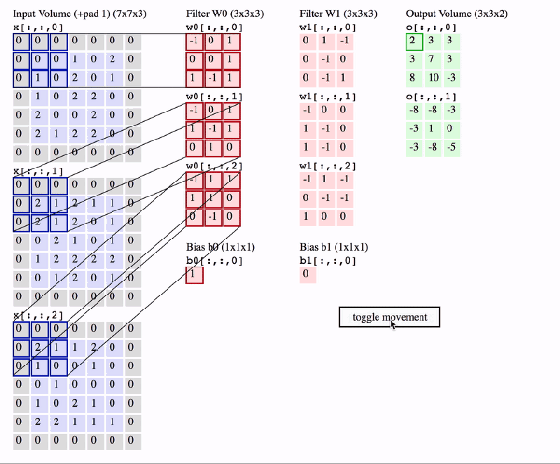 Input Volume (+pad 1) (7x7x3)
x[:,:,0]
0 0 0 0 0 0 0
0 0 0 1 0 2 0
0 1 0 2 0 1 0
0 1 0 2 2 0 0
0 2 0 0 2 0 0
0 2 1 2 2 0 0
0 0 0 0 0 0 0
x[:,:,1]
0 0 0 0 0 0 0
0 2 1 2 1 1 0
0 2 1 2 0 1 0
0 0 2 1 0 1 0
0 1 2 2 2 2 0
0 0 1 2 0 1 0
0 0 0 0 0 0 0
x[:,:,2]
0 0 0 0 0 0 0
0 2 1 1 2 0 0
0 1 0 0 1 0 0
0 0 1 0 0 0 0
0 1 0 2 1 0 0
0 2 2 1 1 1 0
0 0 0 0 0 0 0
Filter W0 (3x3x3)
w0[:,:,0]
-1 0 1
0 0 1
1 -1 1
w0[:,:,1]
-1 0 1
1 -1 1
0 1 0
w0[:,:,2]
-1 1 1
1 1 0
0 -1 0
Bias b0 (1x1x1)
b0[:,:,0]
1
Filter W1 (3x3x3)
w1[:,:,0]
0 1 -1
0 -1 0
0 -1 1
w1[:,:,1]
-1 0 0
1 -1 0
1 -1 0
w1[:,:,2]
-1 1 -1
0 -1 -1
1 0 0
Bias b1 (1x1x1)
b1[:,:,0]
0
Output Volume (3x3x2)
o[:,:,0]
2 3 3
3 7 3
8 10 -3
o[:,:,1]
-8 -8 -3
-3 1 0
-3 -8 -5
toggle movement